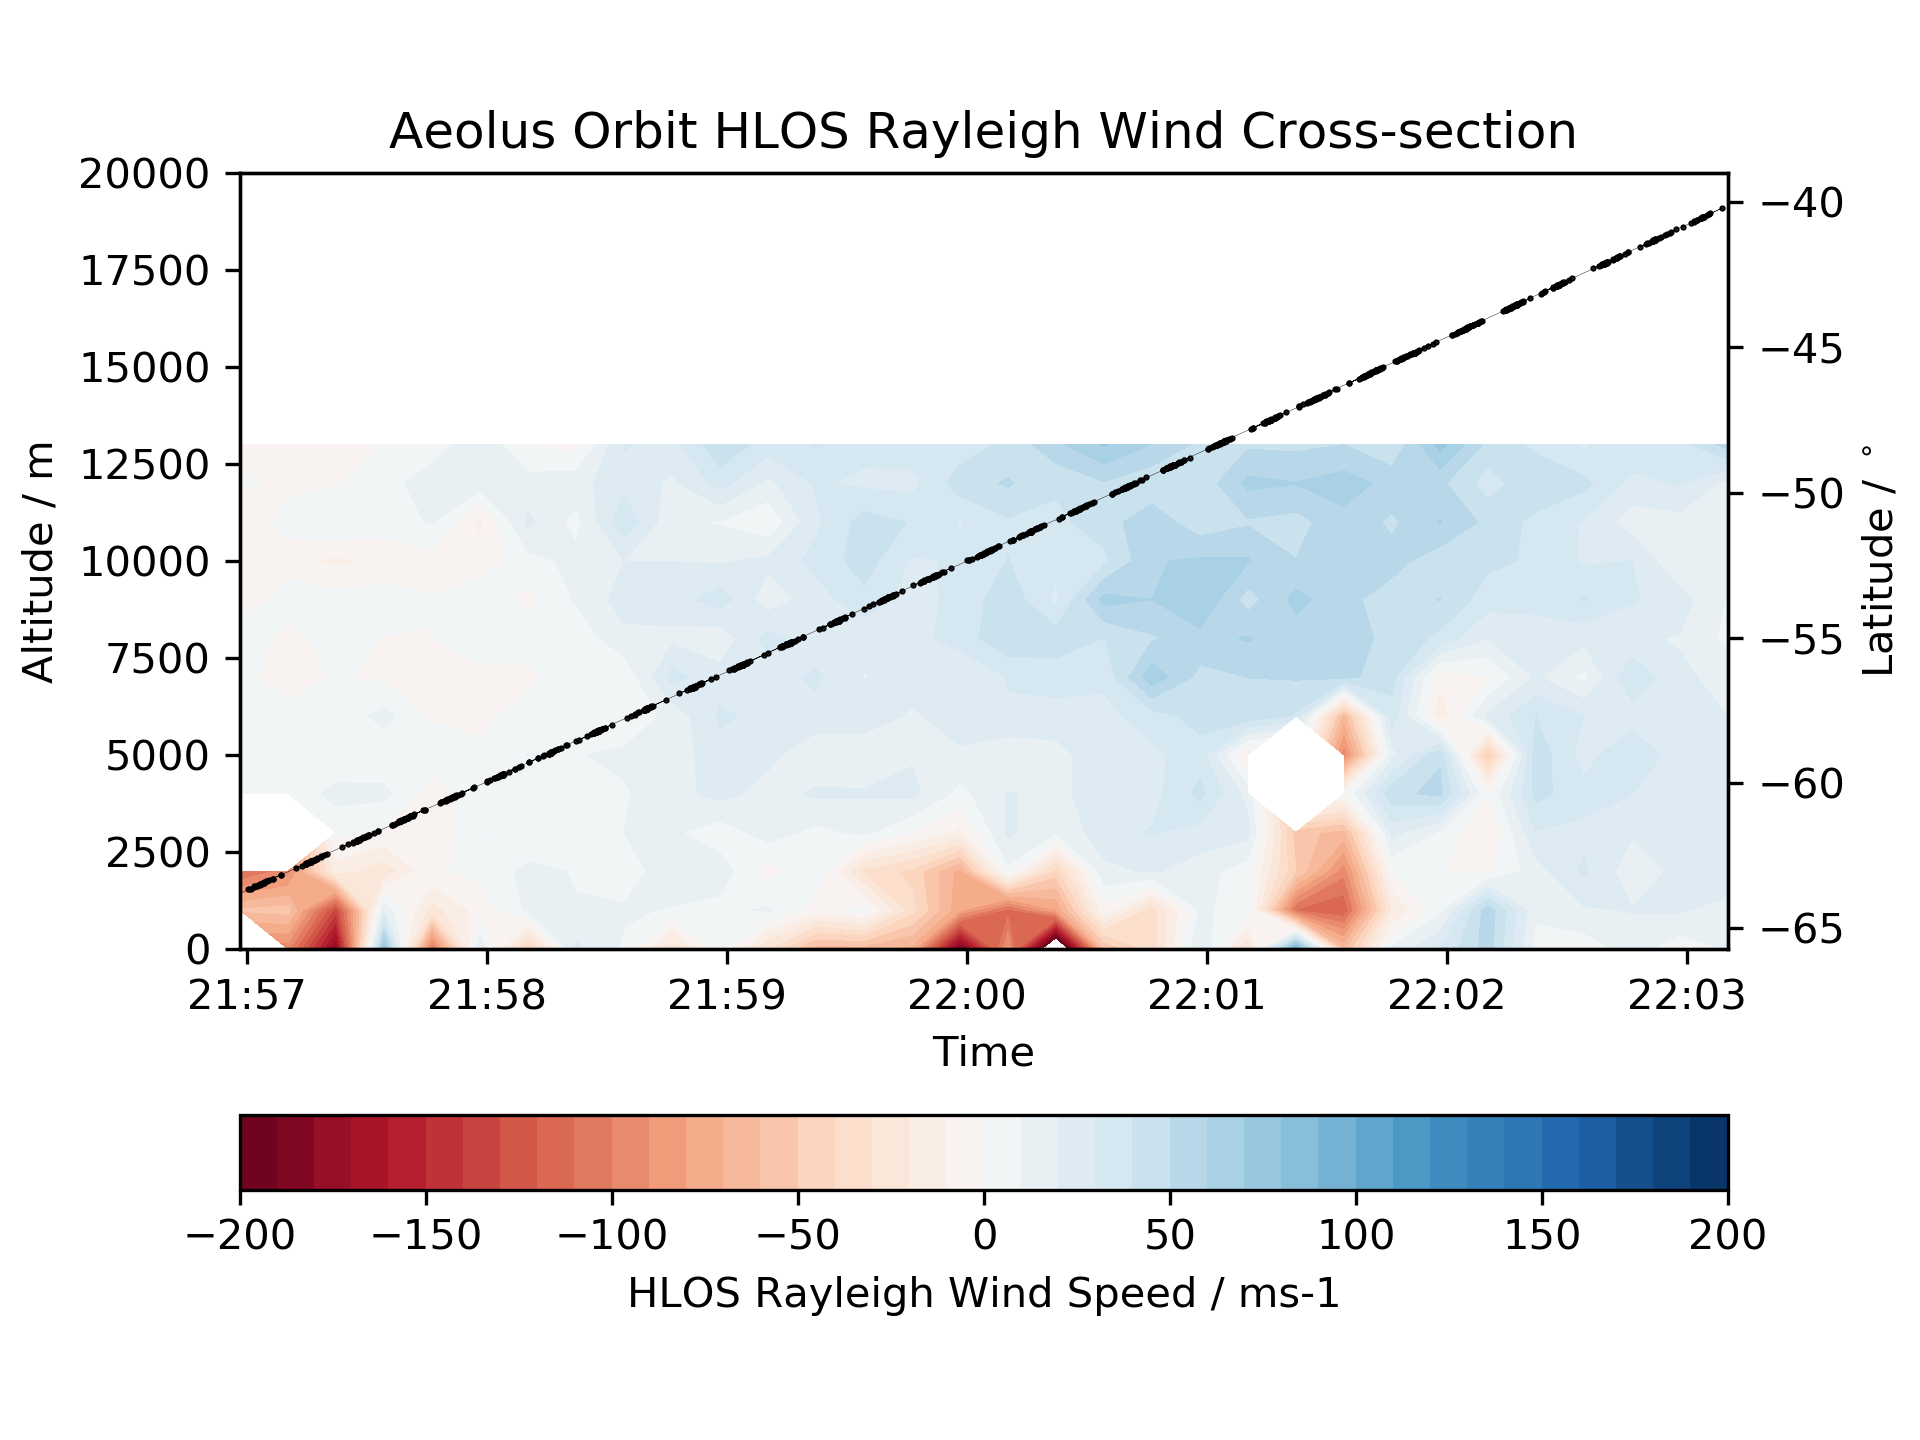 Aeolus Orbit HLOS Rayleigh Wind Cross-section
20000
17500
15000
12500
10000
7500
5000
2500
0
Altitude / m
−40
−45
−50
−55
−60
−65
Latitude / °
21:57 21:58 21:59 22:00 22:01 22:02 22:03
Time
−200 −150 −100 −50 0 50 100 150 200
HLOS Rayleigh Wind Speed / ms-1